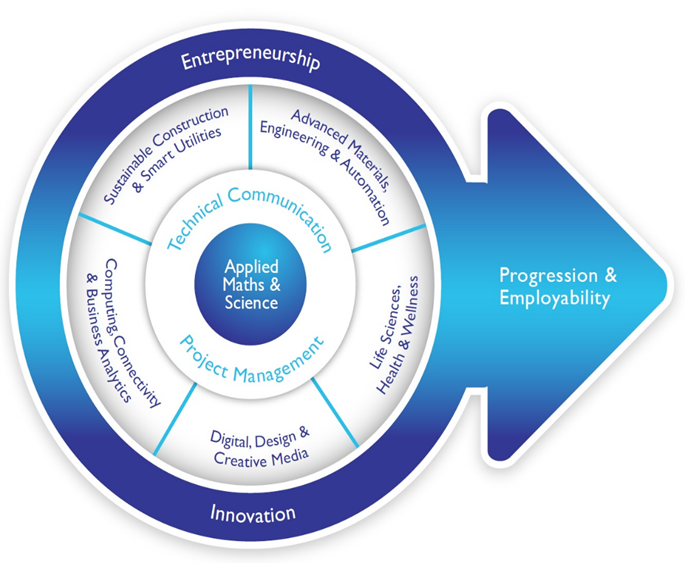 Entrepreneurship
Sustainable Construction
& Smart Utilities
Advanced Materials,
Engineering & Automation
Technical Communication
Applied
Maths &
Science
Progression &
Employability
Computing, Connectivity
& Business Analytics
Life Sciences,
Health & Wellness
Project Management
Digital, Design &
Creative Media
Innovation